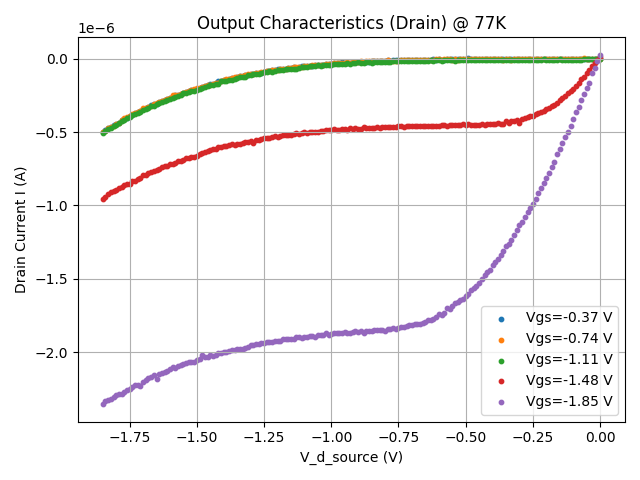 Output Characteristics (Drain) @ 77K
1e−6
0.0
−0.5
−1.0
−1.5
−2.0
Drain Current I (A)
Vgs=-0.37 V
Vgs=-0.74 V
Vgs=-1.11 V
Vgs=-1.48 V
Vgs=-1.85 V
−1.75 −1.50 −1.25 −1.00 −0.75 −0.50 −0.25 0.00
V_d_source (V)